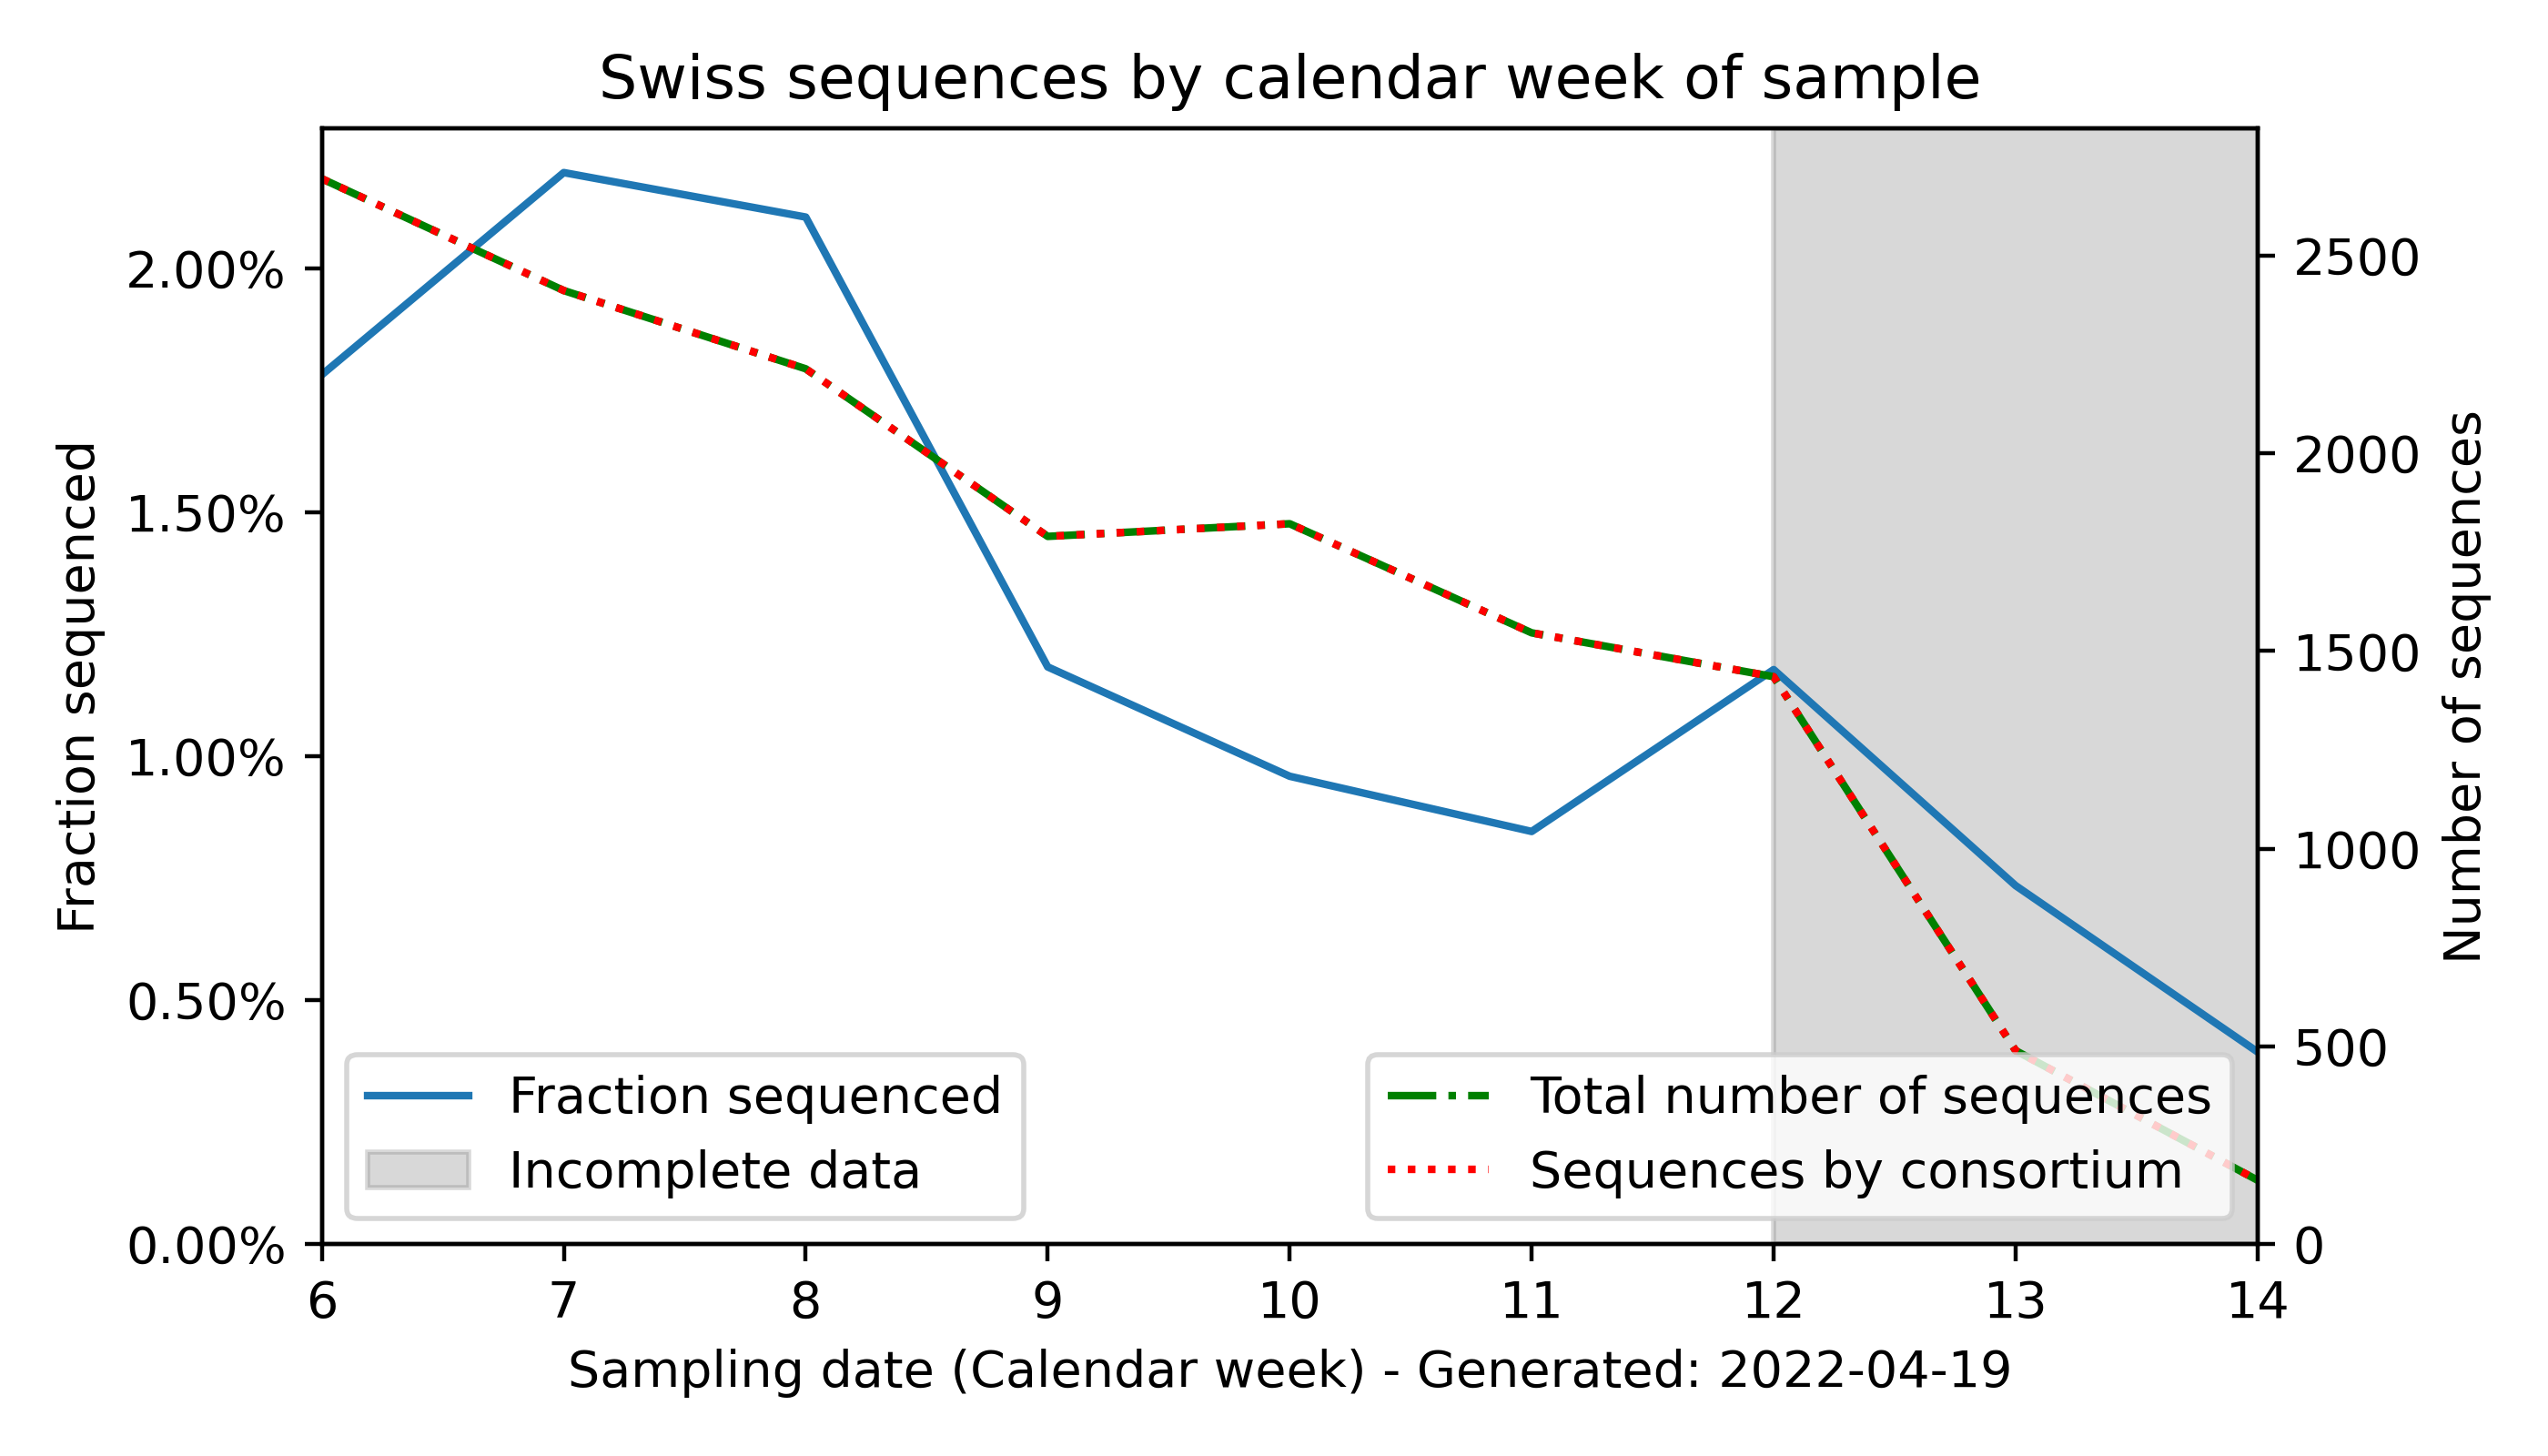 Swiss sequences by calendar week of sample
Fraction sequenced
2.00%
1.50%
1.00%
0.50%
0.00%
2500
2000
1500
1000
500
0
Number of sequences
Fraction sequenced
Incomplete data
Total number of sequences
Sequences by consortium
6 7 8 9 10 11 12 13 14
Sampling date (Calendar week) - Generated: 2022-04-19